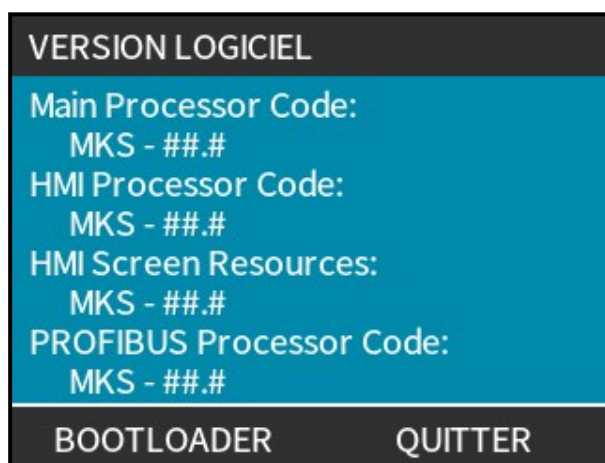 VERSION LOGICIEL
Main Processor Code:
MKS - ##.#
HMI Processor Code:
MKS - ##.#
HMI Screen Resources:
MKS - ##.#
PROFIBUS Processor Code:
MKS - ##.#
BOOTLOADER QUITTER